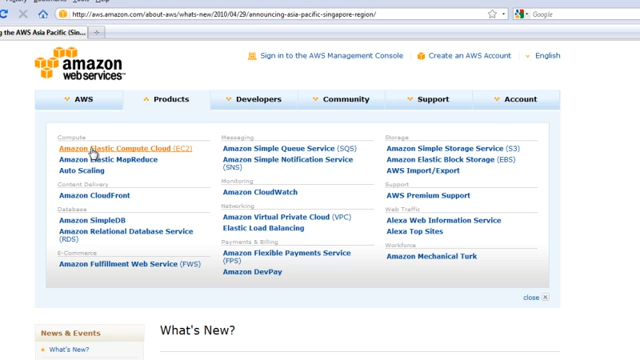 http://aws.amazon.com/about-aws/whats-new/2010/04/29/announcing-asia-pacific-singapore-region/
Google
the AWS Asia Pacific (Sin...
amazon
web services™
Sign in to the AWS Management Console
Create an AWS Account
English
AWS
Products
Developers
Community
Support
Account
Compute
Amazon Elastic Compute Cloud (EC2)
Amazon Elastic MapReduce
Auto Scaling
Content Delivery
Amazon CloudFront
Database
Amazon SimpleDB
Amazon Relational Database Service
(RDS)
E-Commerce
Amazon Fulfillment Web Service (FWS)
Messaging
Amazon Simple Queue Service (SQS)
Amazon Simple Notification Service
(SNS)
Monitoring
Amazon CloudWatch
Networking
Amazon Virtual Private Cloud (VPC)
Elastic Load Balancing
Payments & Billing
Amazon Flexible Payments Service
(FPS)
Amazon DevPay
Storage
Amazon Simple Storage Service (S3)
Amazon Elastic Block Storage (EBS)
AWS Import/Export
Support
AWS Premium Support
Web Traffic
Alexa Web Information Service
Alexa Top Sites
Workforce
Amazon Mechanical Turk
close
News & Events
What's New?
What's New?